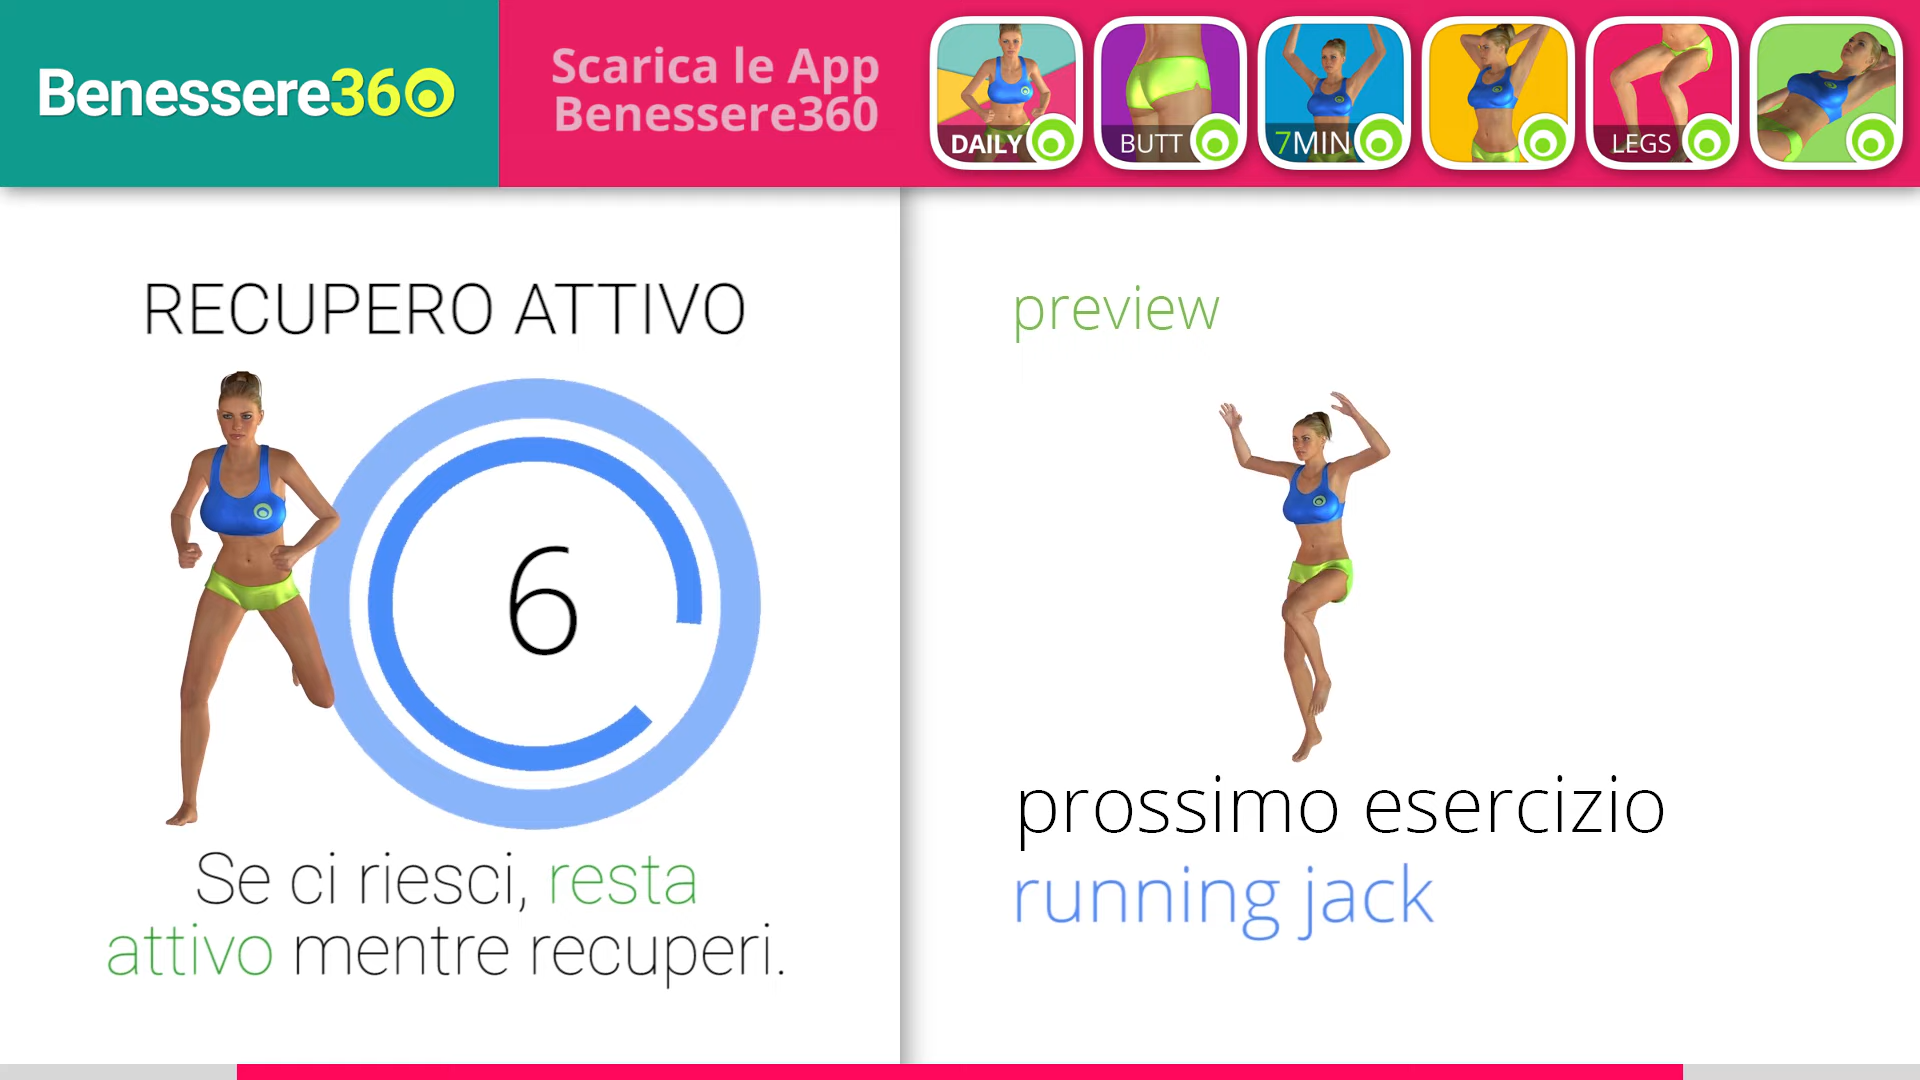 Benessere360
Scarica le App
Benessere360
DAILY
BUTT
7MIN
LEGS
RECUPERO ATTIVO
6
Se ci riesci, resta
attivo mentre recuperi.
preview
prossimo esercizio
running jack